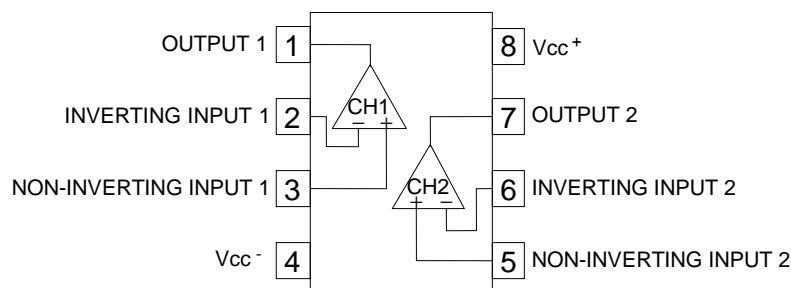 OUTPUT 1 1
8 Vcc +
CH1
− +
INVERTING INPUT 1 2
7 OUTPUT 2
NON-INVERTING INPUT 1 3
CH2
+ −
6 INVERTING INPUT 2
Vcc - 4
5 NON-INVERTING INPUT 2